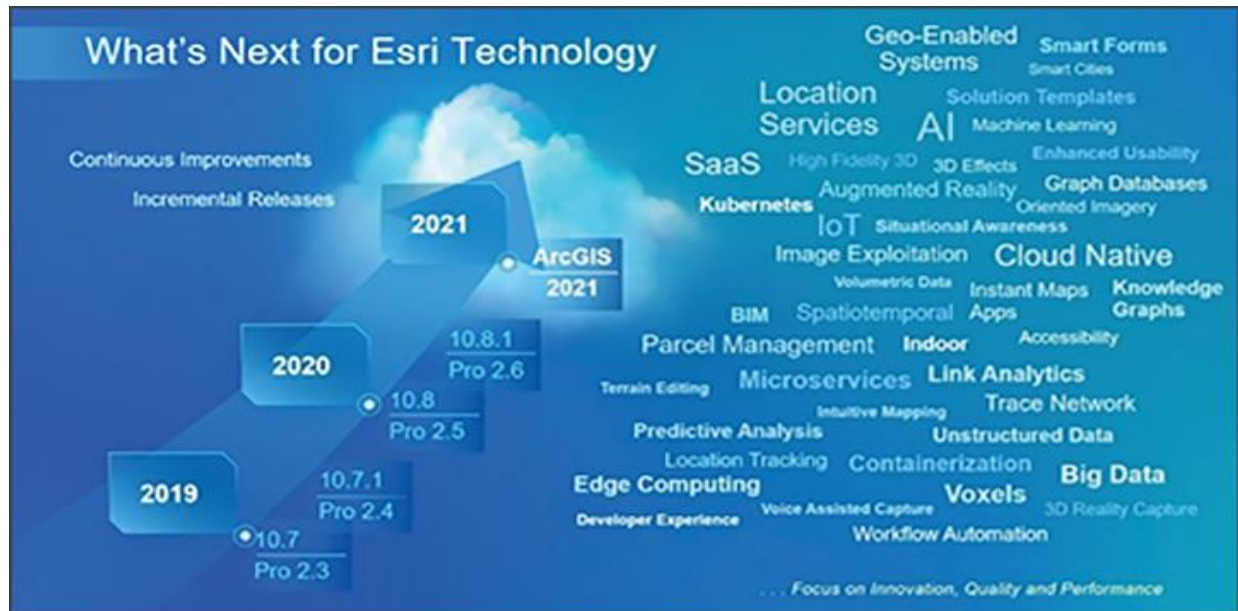 What's Next for Esri Technology
Continuous Improvements
Incremental Releases
2021
ArcGIS
2021
2020
10.8.1
Pro 2.6
10.8
Pro 2.5
2019
10.7.1
Pro 2.4
10.7
Pro 2.3
Geo-Enabled
Systems
Smart Forms
Smart Cities
Location
Services
Solution Templates
AI
Machine Learning
SaaS
High Fidelity 3D
3D Effects
Enhanced Usability
Augmented Reality
Graph Databases
Kubernetes
Oriented Imagery
IoT
Situational Awareness
Image Exploitation
Cloud Native
Volumetric Data
Instant Maps
Apps
Knowledge
Graphs
BIM
Spatiotemporal
Parcel Management
Indoor
Accessibility
Terrain Editing
Microservices
Link Analytics
Intuitive Mapping
Trace Network
Predictive Analysis
Unstructured Data
Location Tracking
Containerization
Big Data
Edge Computing
Voxels
Developer Experience
Voice Assisted Capture
3D Reality Capture
Workflow Automation
. . . Focus on Innovation, Quality and Performance